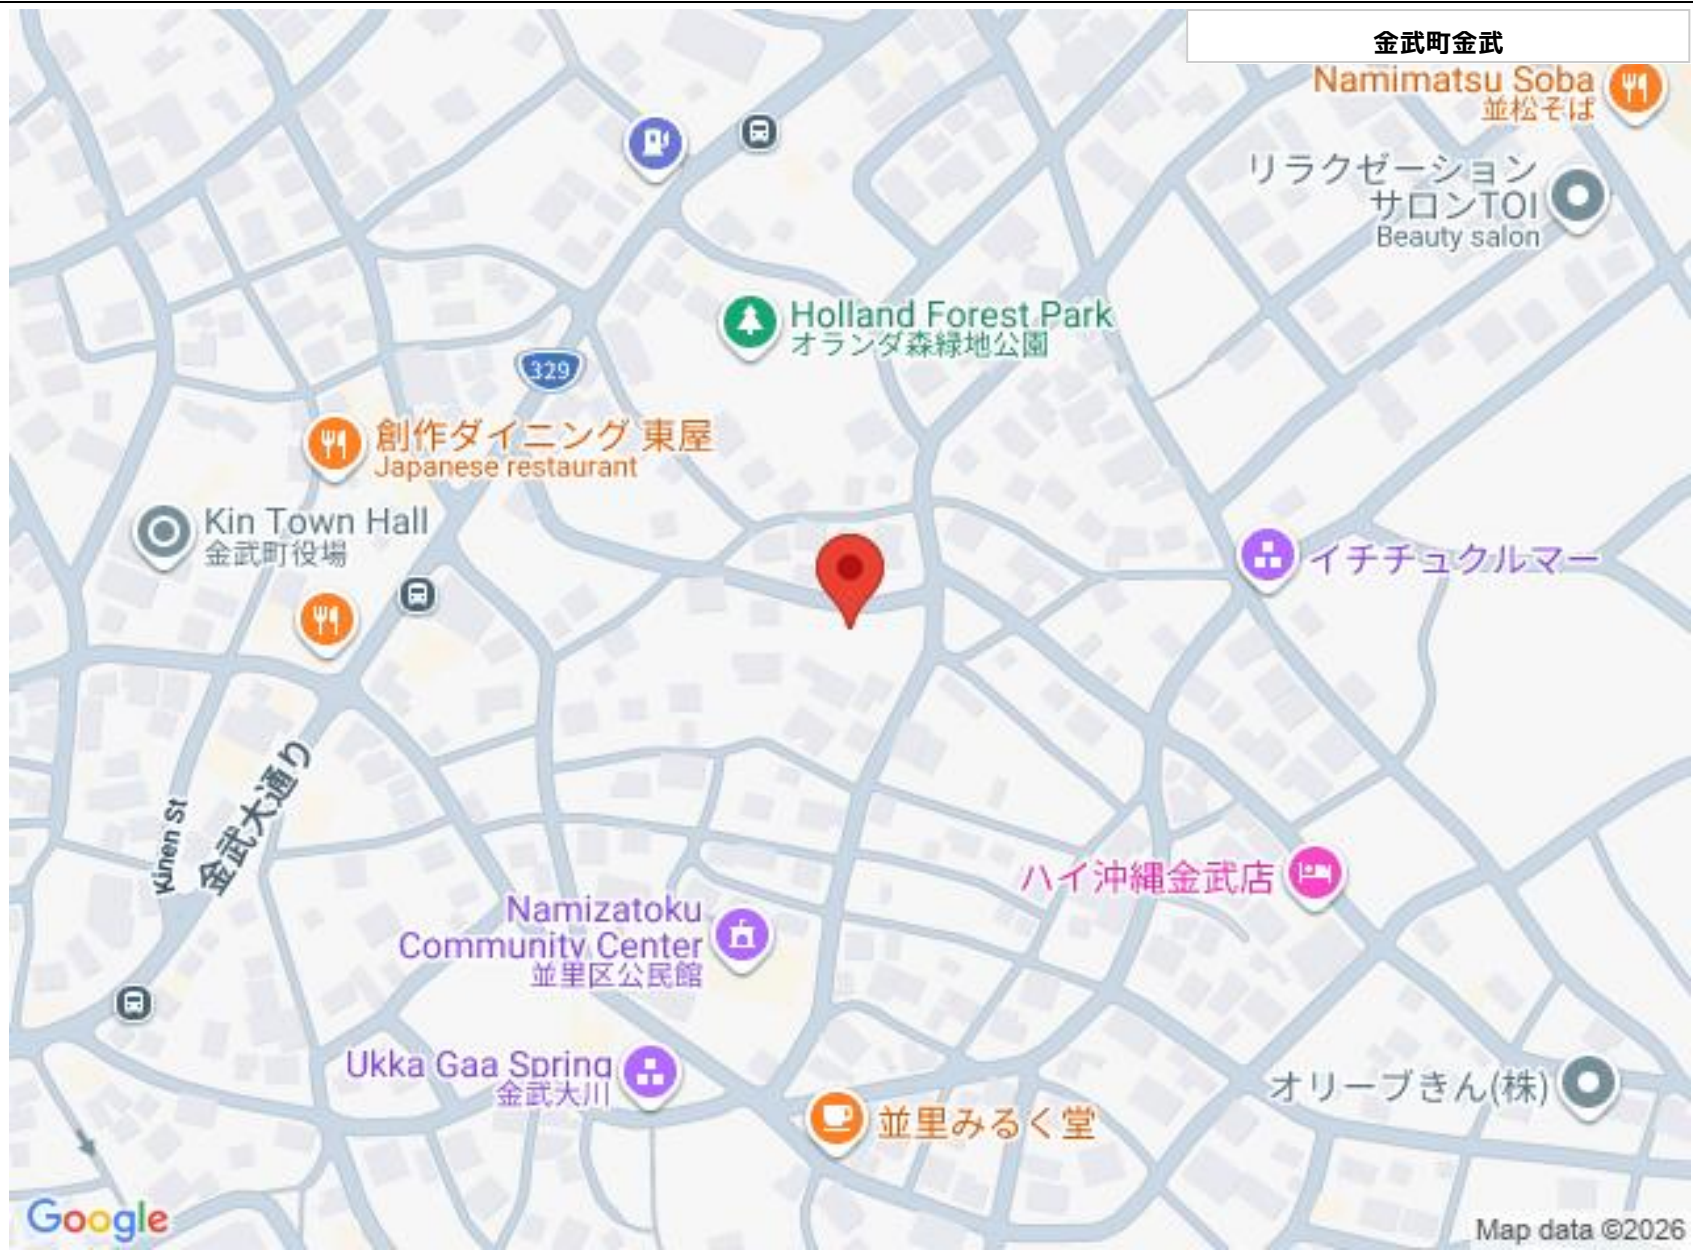 金武町金武
Namimatsu Soba
並松そば
リラクゼーション
サロンTOI
Beauty salon
Holland Forest Park
オランダ森緑地公園
329
創作ダイニング 東屋
Japanese restaurant
Kin Town Hall
金武町役場
イチチュクルマー
Kinen St
金武大通り
ハイ沖縄金武店
Namizatoku
Community Center
並里区公民館
Ukka Gaa Spring
金武大川
オリーブきん(株)
並里みるく堂
Google
Map data ©2026